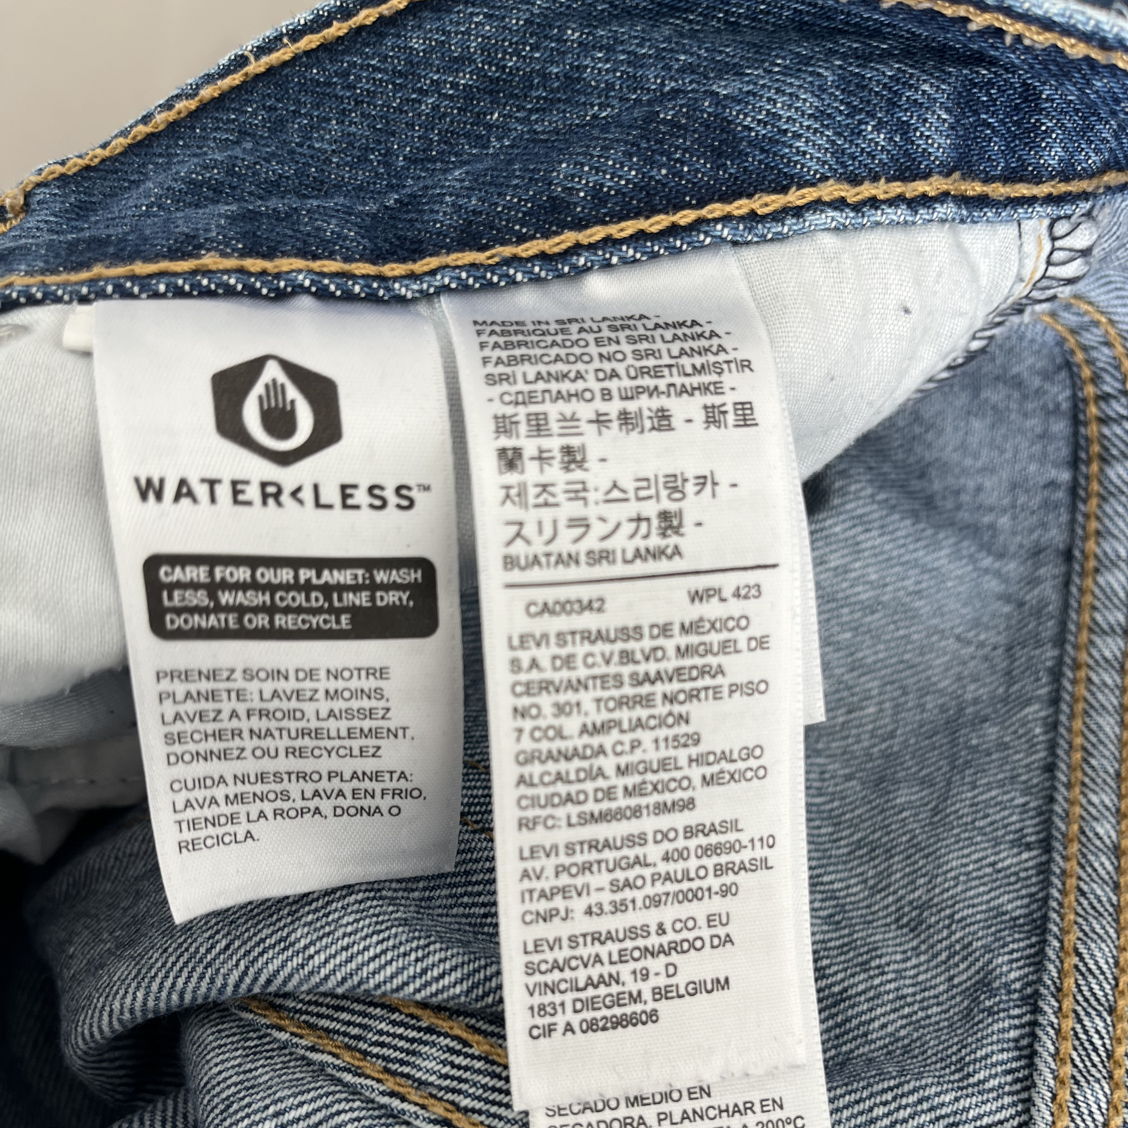 WATER<LESS™
CARE FOR OUR PLANET: WASH
LESS, WASH COLD, LINE DRY,
DONATE OR RECYCLE
PRENEZ SOIN DE NOTRE
PLANETE: LAVEZ MOINS,
LAVEZ A FROID, LAISSEZ
SECHER NATURELLEMENT,
DONNEZ OU RECYCLEZ
CUIDA NUESTRO PLANETA:
LAVA MENOS, LAVA EN FRIO,
TIENDE LA ROPA, DONA O
RECICLA.
MADE IN SRI LANKA -
FABRIQUE AU SRI LANKA -
FABRICADO EN SRI LANKA -
FABRICADO NO SRI LANKA -
SRİ LANKA' DA ÜRETİLMİŞTİR
- СДЕЛАНО В ШРИ-ЛАНКЕ -
斯里兰卡制造 - 斯里
蘭卡製 -
제조국:스리랑카 -
スリランカ製 -
BUATAN SRI LANKA
CA00342 WPL 423
LEVI STRAUSS DE MÉXICO
S.A. DE C.V.BLVD. MIGUEL DE
CERVANTES SAAVEDRA
NO. 301, TORRE NORTE PISO
7 COL. AMPLIACIÓN
GRANADA C.P. 11529
ALCALDÍA. MIGUEL HIDALGO
CIUDAD DE MÉXICO, MÉXICO
RFC: LSM660618M98
LEVI STRAUSS DO BRASIL
AV. PORTUGAL, 400 06690-110
ITAPEVI – SAO PAULO BRASIL
CNPJ: 43.351.097/0001-90
LEVI STRAUSS & CO. EU
SCA/CVA LEONARDO DA
VINCILAAN, 19 - D
1831 DIEGEM, BELGIUM
CIF A 08298606
SECADO MEDIO EN
SECADORA, PLANCHAR EN
A 200ºC